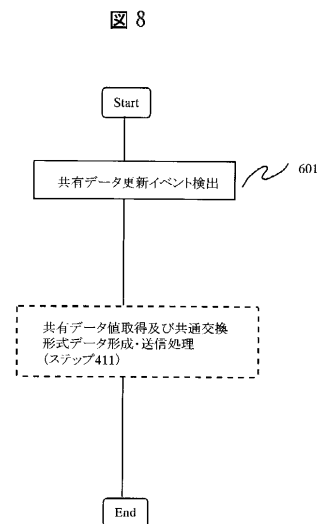 図 8
Start
共有データ更新イベント検出
601
共有データ値取得及び共通交換
形式データ形成・送信処理
(ステップ411)
End